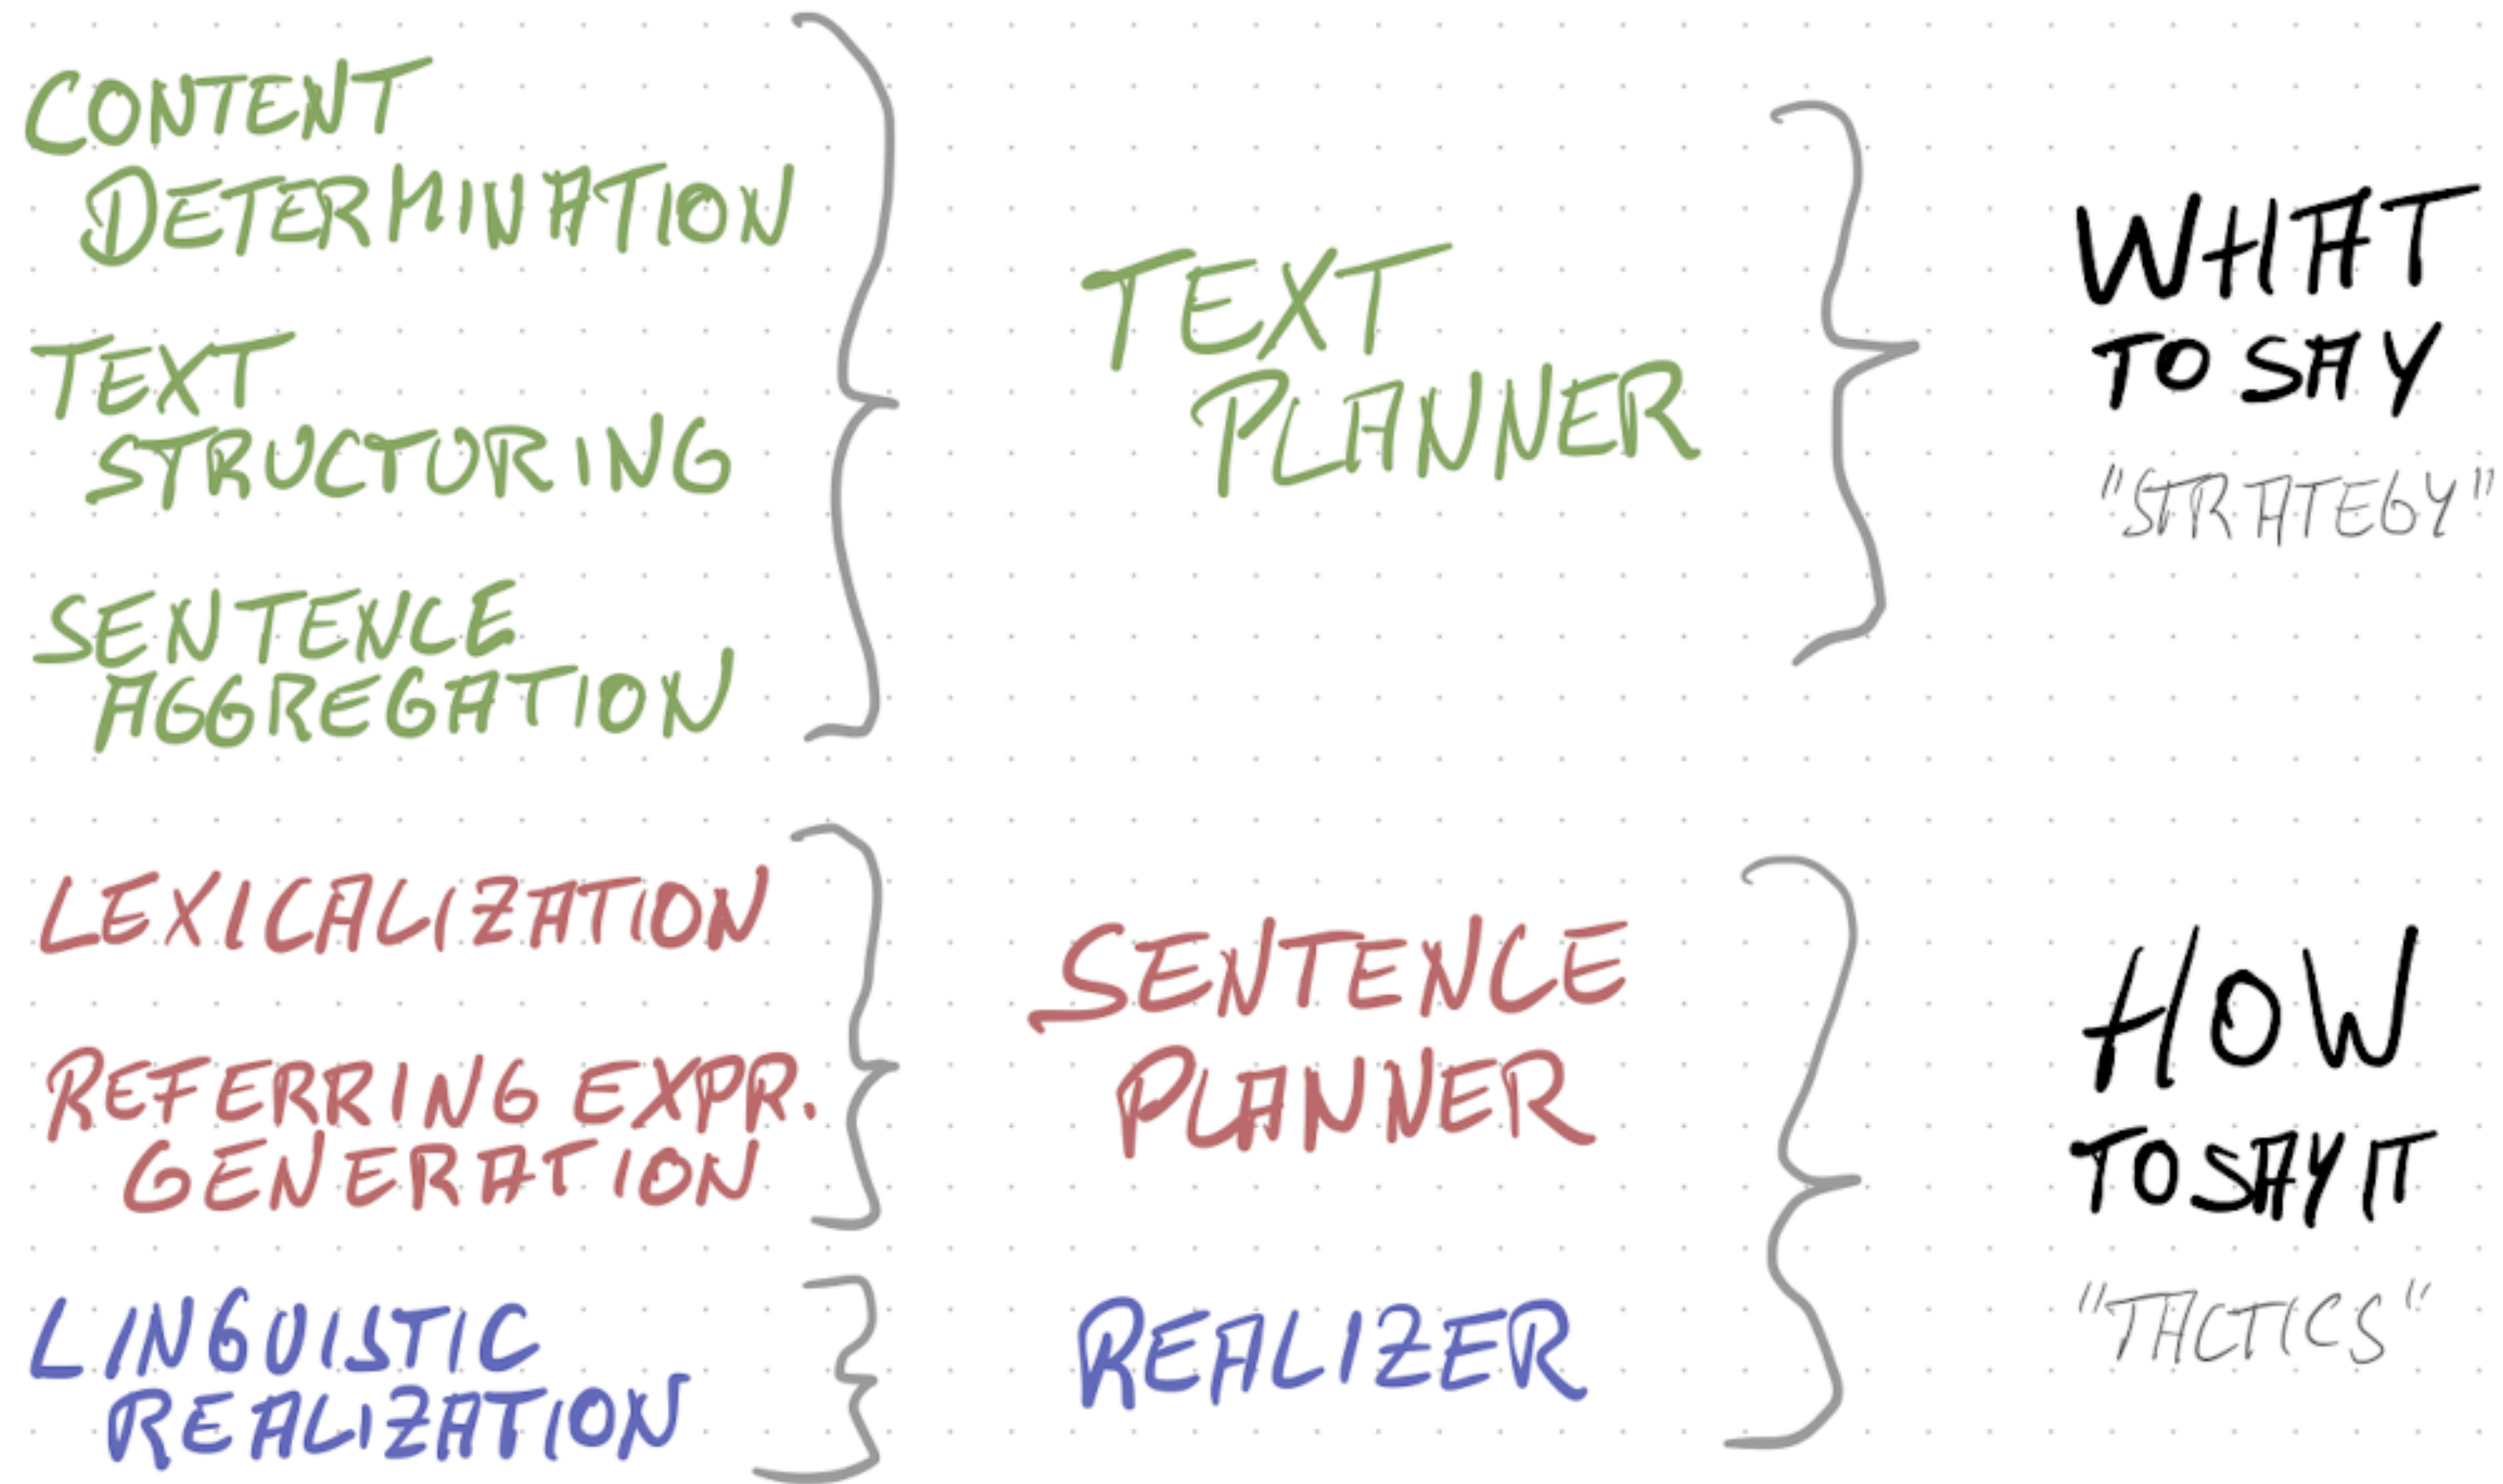 CONTENT
DETERMINATION
TEXT
STRUCTURING
SENTENCE
AGGREGATION
TEXT
PLANNER
WHAT
TO SAY
"STRATEGY"
LEXICALIZATION
REFERRING EXPR.
GENERATION
SENTENCE
PLANNER
LINGUISTIC
REALIZATION
REALIZER
HOW
TO SAY IT
"TACTICS"